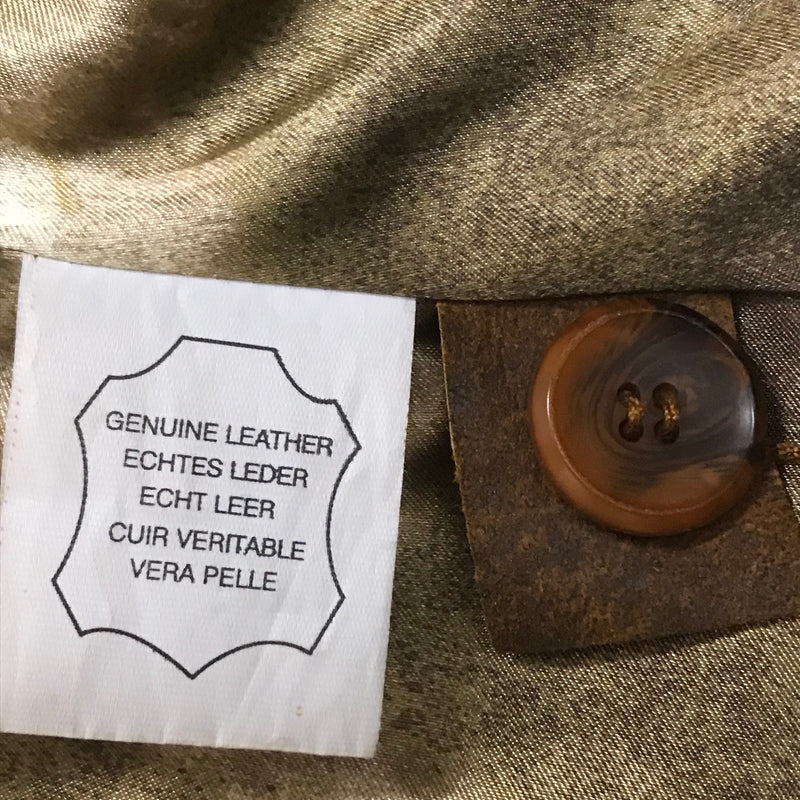 GENUINE LEATHER
ECHTES LEDER
ECHT LEER
CUIR VERITABLE
VERA PELLE